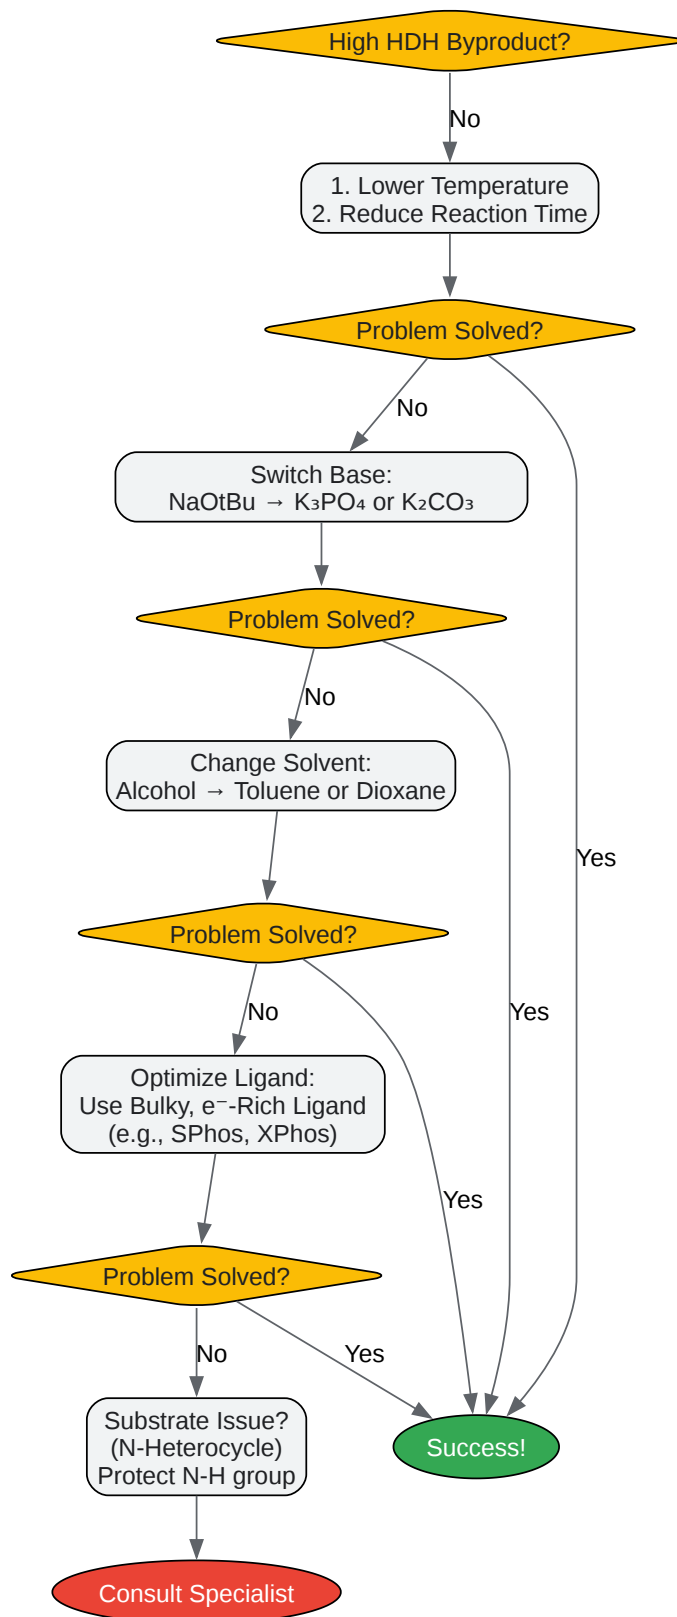 High HDH Byproduct?
No
1. Lower Temperature
2. Reduce Reaction Time
Problem Solved?
No
Switch Base:
NaOtBu → K₃PO₄ or K₂CO₃
Problem Solved?
No
Change Solvent:
Alcohol → Toluene or Dioxane
Yes
Problem Solved?
No
Yes
Optimize Ligand:
Use Bulky, e⁻-Rich Ligand
(e.g., SPhos, XPhos)
Yes
Problem Solved?
No
Yes
Substrate Issue?
(N-Heterocycle)
Protect N-H group
Success!
Consult Specialist